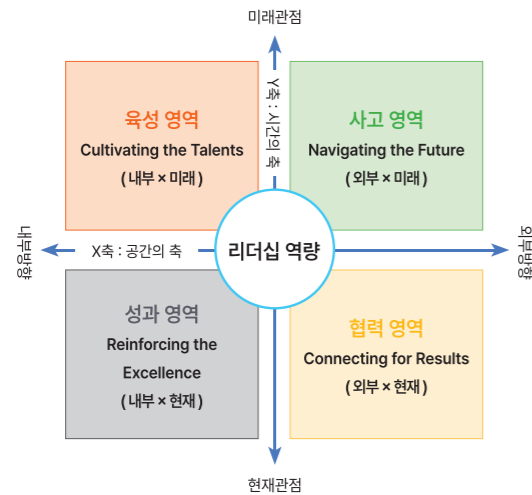 미래관점
Y축 : 시간의 축
육성 영역
Cultivating the Talents
( 내부 × 미래 )
사고 영역
Navigating the Future
( 외부 × 미래 )
내부방향
X축 : 공간의 축
리더십 역량
외부방향
성과 영역
Reinforcing the
Excellence
( 내부 × 현재 )
협력 영역
Connecting for Results
( 외부 × 현재 )
현재관점